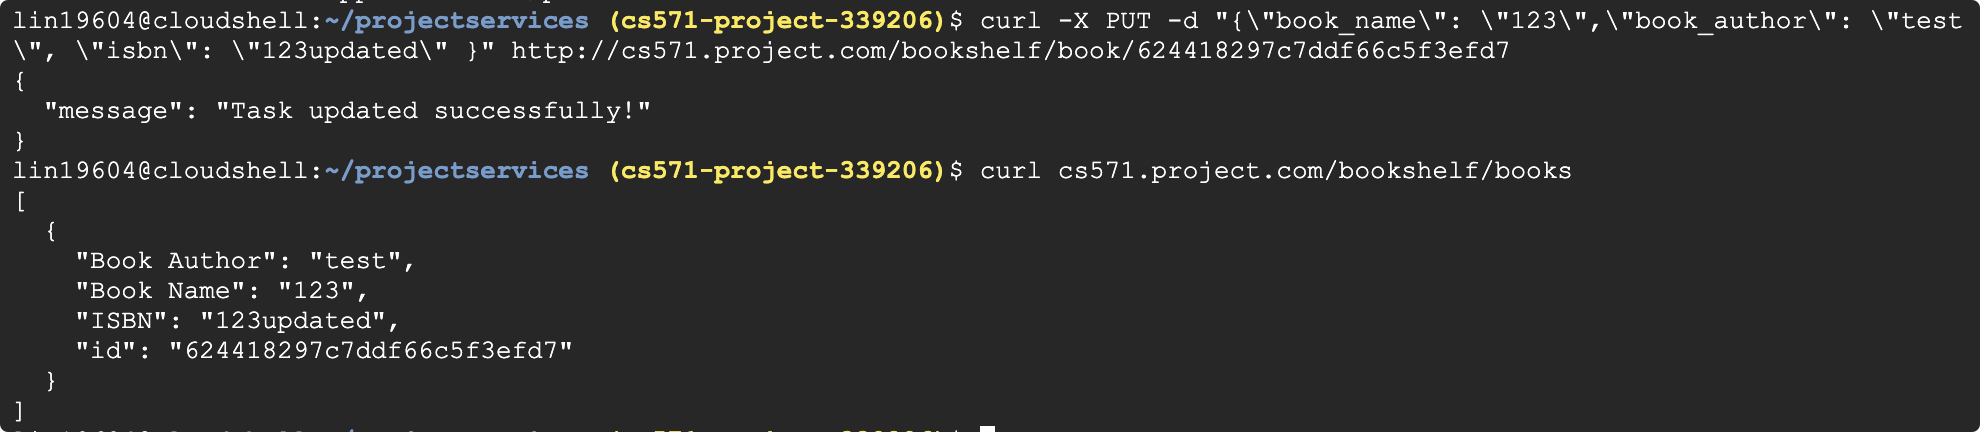 lin19604@cloudshell:~/projectservices (cs571-project-339206)$ curl -X PUT -d "{\"book_name\": \"123\",\"book_author\": \"test
\", \"isbn\": \"123updated\" }" http://cs571.project.com/bookshelf/book/624418297c7ddf66c5f3efd7
{
  "message": "Task updated successfully!"
}
lin19604@cloudshell:~/projectservices (cs571-project-339206)$ curl cs571.project.com/bookshelf/books
[
  {
    "Book Author": "test",
    "Book Name": "123",
    "ISBN": "123updated",
    "id": "624418297c7ddf66c5f3efd7"
  }
]